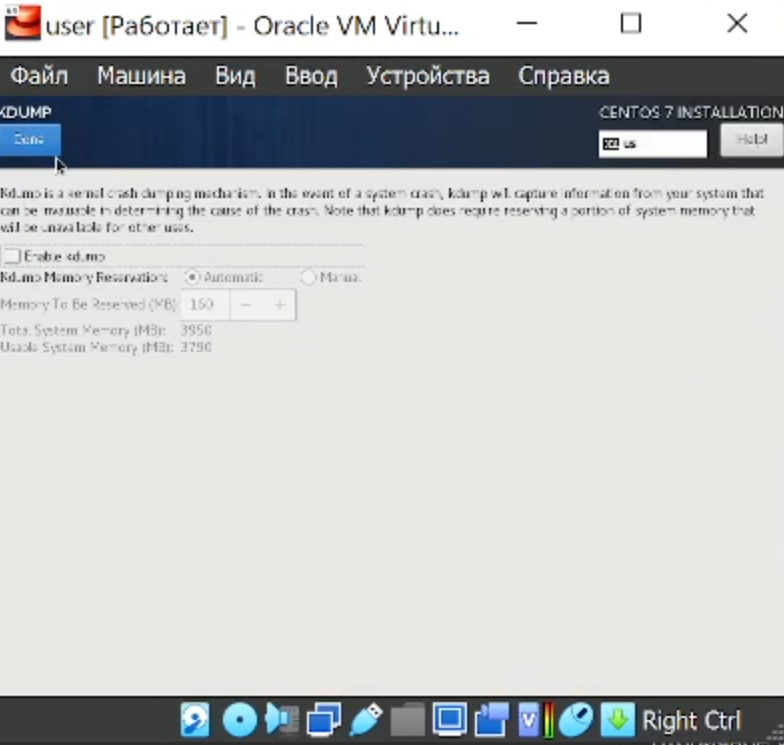 user [Работает] - Oracle VM Virtu...
Файл Машина Вид Ввод Устройства Справка
KDUMP
CENTOS 7 INSTALLATION
Done
us
Help!
Kdump is a kernel crash dumping mechanism. In the event of a system crash, kdump will capture information from your system that
can be invaluable in determining the cause of the crash. Note that kdump does require reserving a portion of system memory that
will be unavailable for other uses.
Enable kdump
Kdump Memory Reservation: Automatic Manual
Memory To Be Reserved (MB): 160 - +
Total System Memory (MB): 3950
Usable System Memory (MB): 3790
V
Right Ctrl